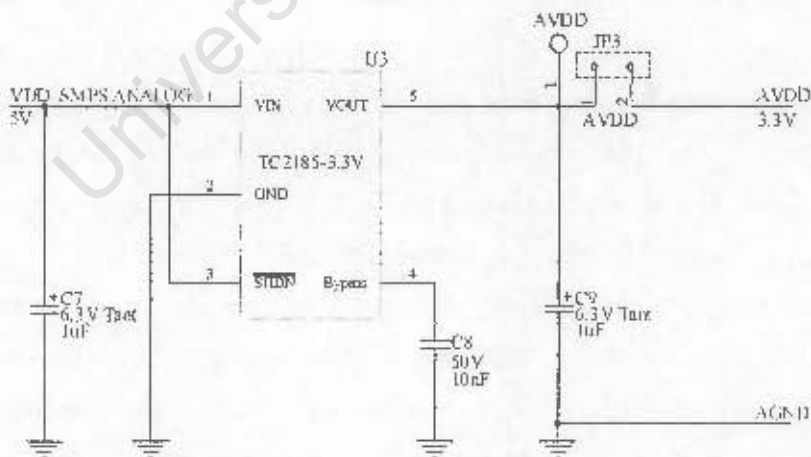 Univers
AVDD
JP3
U3
VDD_SMPS ANALOG 1
5V
VIN
VOUT
5
1
1
2
AVDD
AVDD
3.3V
TC2185-3.3V
2
GND
3
SHDN
Bypass
4
+C7
6.3V Tant
1uF
C8
50V
10nF
+C9
6.3V Tant
1uF
AGND